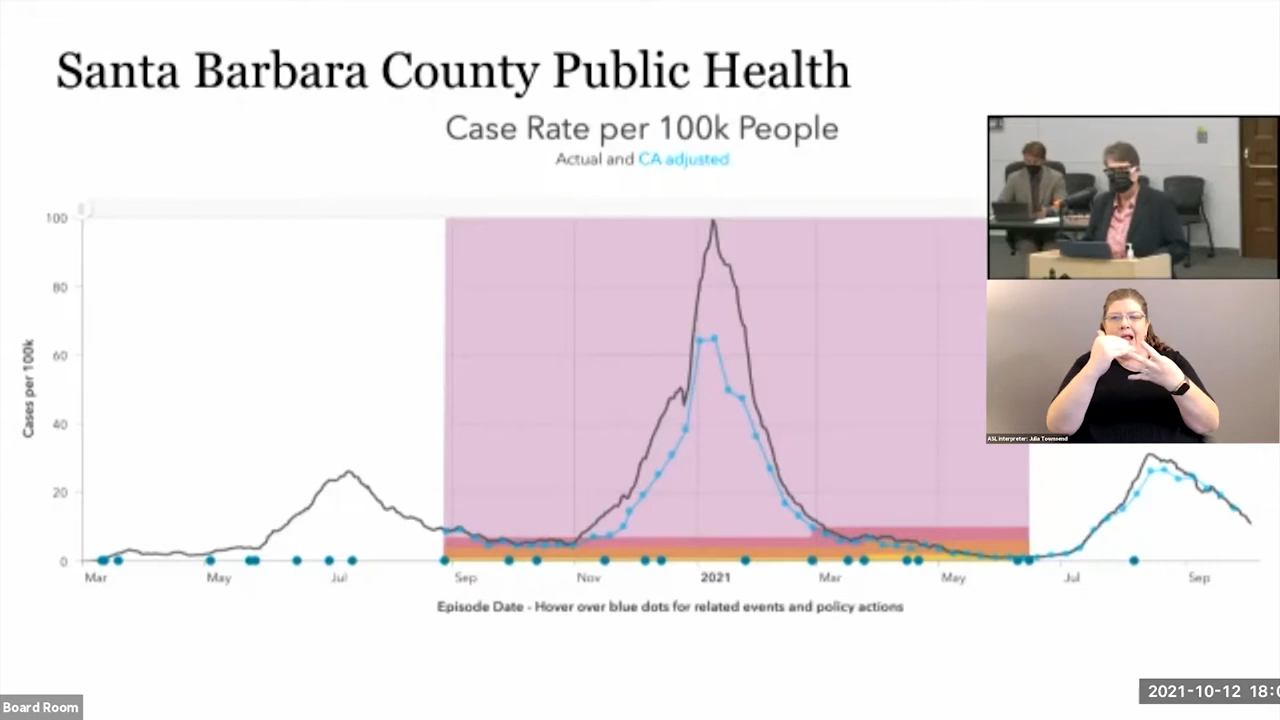 Santa Barbara County Public Health
Case Rate per 100k People
Actual and CA adjusted
Cases per 100k
100
80
60
40
20
0
Mar
May
Jul
Sep
Nov
2021
Mar
May
Jul
Sep
Episode Date - Hover over blue dots for related events and policy actions
ASL Interpreter: Julia Townsend
Board Room
2021-10-12 18:0